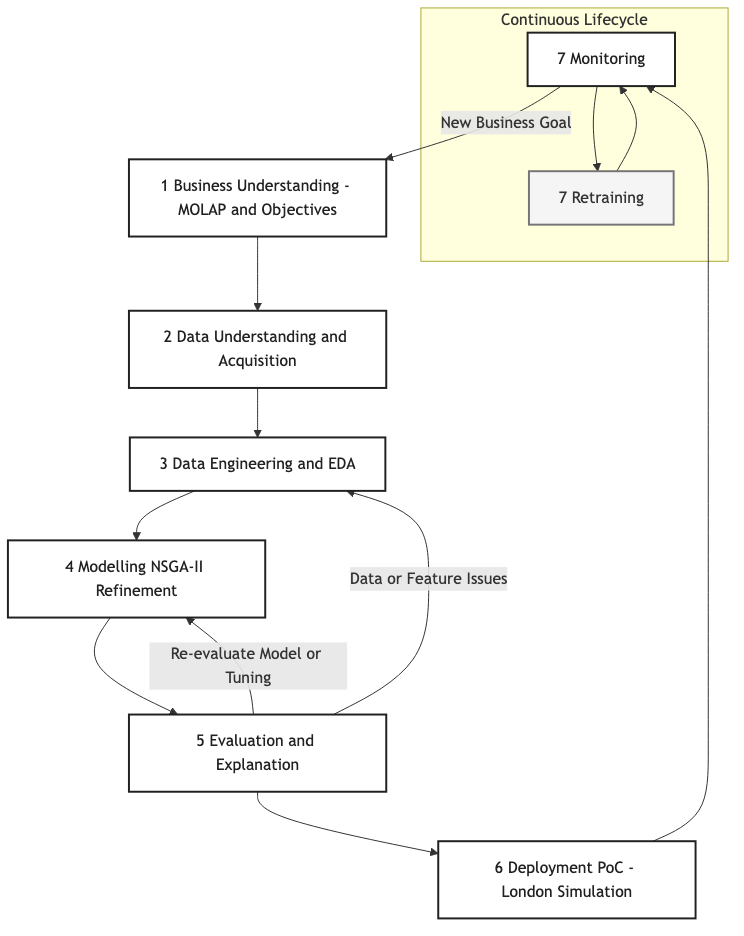 Continuous Lifecycle
7 Monitoring
New Business Goal
7 Retraining
1 Business Understanding -
MOLAP and Objectives
2 Data Understanding and
Acquisition
3 Data Engineering and EDA
4 Modelling NSGA-II
Refinement
Data or Feature Issues
Re-evaluate Model or
Tuning
5 Evaluation and
Explanation
6 Deployment PoC -
London Simulation